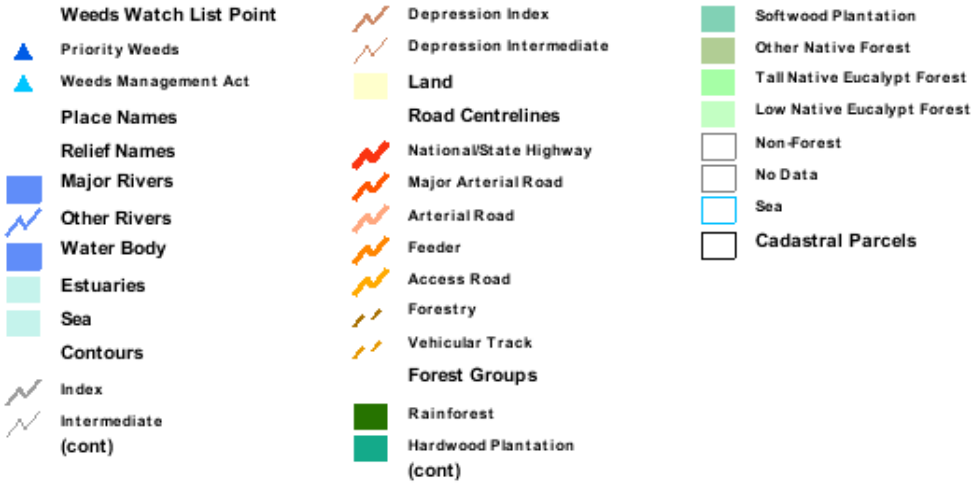 Weeds Watch List Point
Priority Weeds
Weeds Management Act
Place Names
Relief Names
Major Rivers
Other Rivers
Water Body
Estuaries
Sea
Contours
Index
Intermediate
(cont)
Depression Index
Depression Intermediate
Land
Road Centrelines
National/State Highway
Major Arterial Road
Arterial Road
Feeder
Access Road
Forestry
Vehicular Track
Forest Groups
Rainforest
Hardwood Plantation
(cont)
Softwood Plantation
Other Native Forest
Tall Native Eucalypt Forest
Low Native Eucalypt Forest
Non-Forest
No Data
Sea
Cadastral Parcels